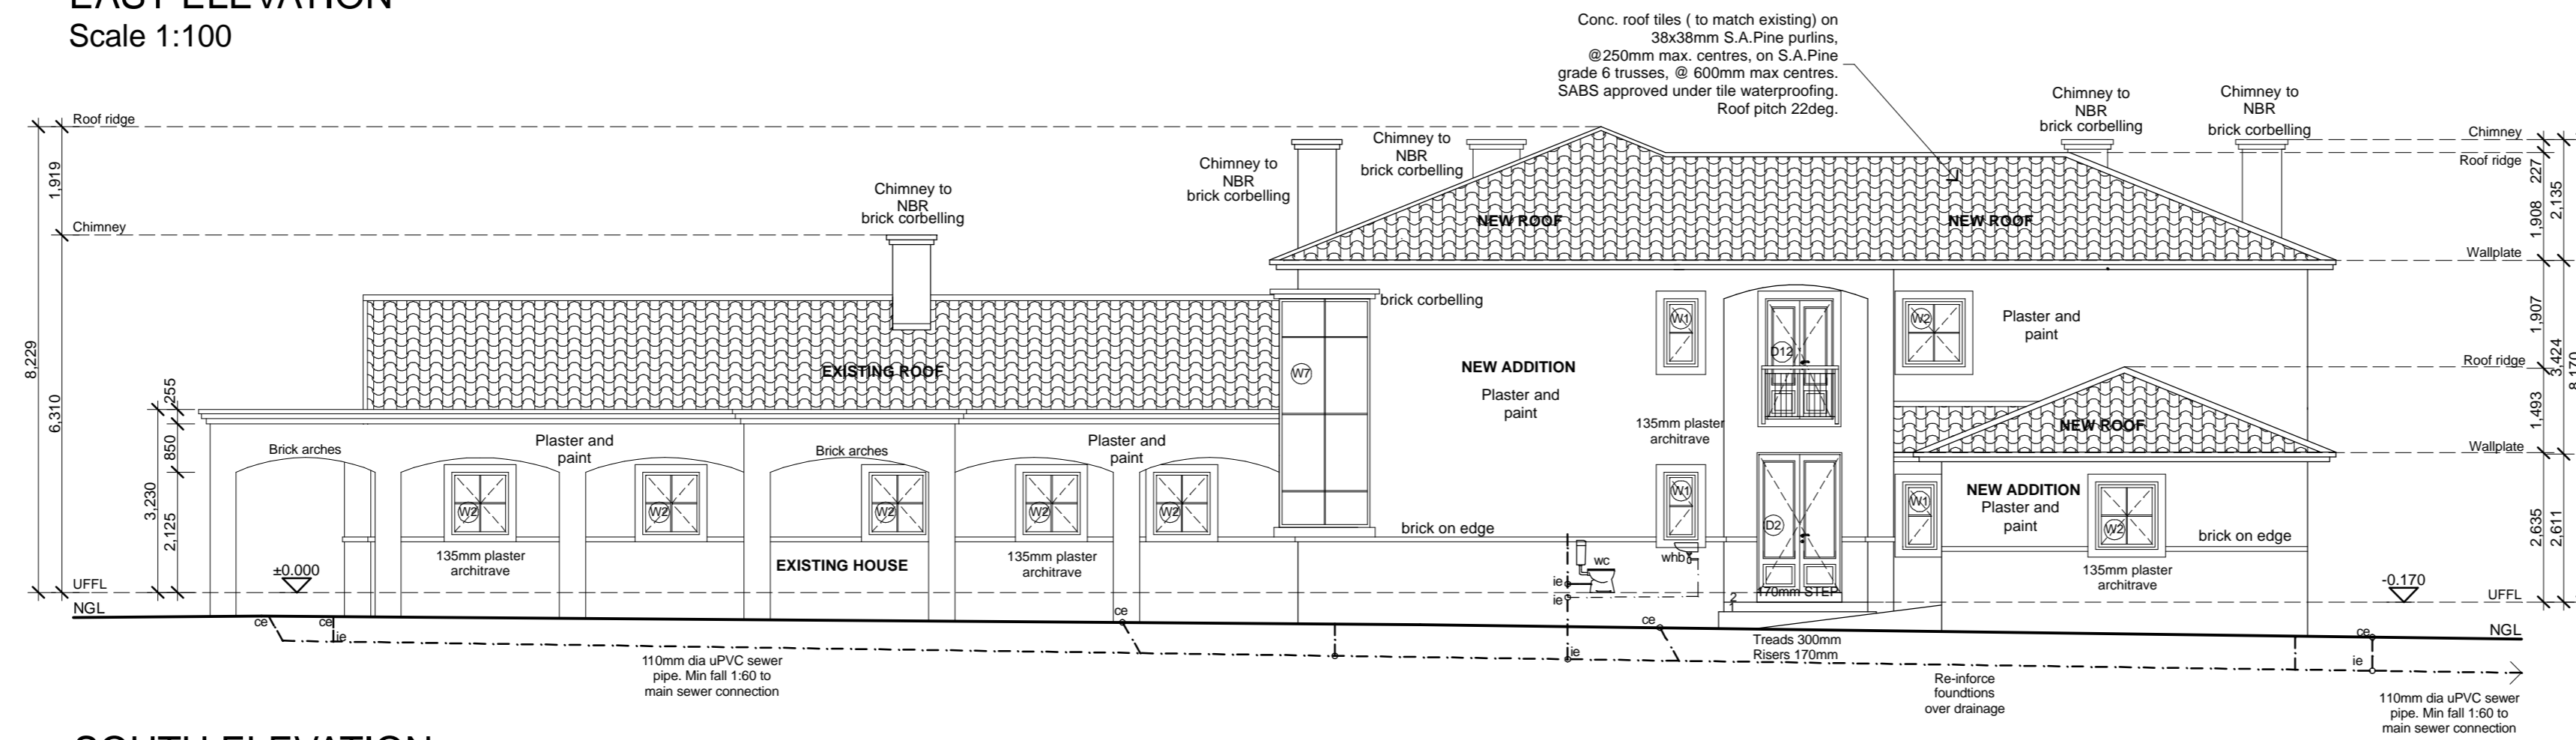 EAST ELEVATION
Scale 1:100
Conc. roof tiles ( to match existing) on
38x38mm S.A.Pine purlins,
@250mm max. centres, on S.A.Pine
grade 6 trusses, @ 600mm max centres.
SABS approved under tile waterproofing.
Roof pitch 22deg.
Chimney to
NBR
brick corbelling
Chimney to
NBR
brick corbelling
Chimney to
NBR
brick corbelling
Chimney to
NBR
brick corbelling
Chimney to
NBR
brick corbelling
Roof ridge
Chimney
UFFL
NGL
8,229
1,919
6,310
3,230
255
850
2,125
±0.000
Brick arches
Plaster and
paint
Brick arches
Plaster and
paint
EXISTING ROOF
W2
W2
W2
W2
W2
135mm plaster
architrave
EXISTING HOUSE
135mm plaster
architrave
NEW ROOF
NEW ROOF
brick corbelling
W7
NEW ADDITION
Plaster and
paint
W1
D12
W2
Plaster and
paint
135mm plaster
architrave
NEW ROOF
W1
D2
W1
NEW ADDITION
Plaster and
paint
W2
brick on edge
brick on edge
135mm plaster
architrave
wc
whb
ie
ie
170mm STEP
2
1
Chimney
Roof ridge
Wallplate
Roof ridge
Wallplate
UFFL
NGL
-0.170
227
1,908
2,135
1,907
3,424
1,493
8,170
2,635
2,611
ce
ce
ie
ce
ie
ce
ce
ie
Treads 300mm
Risers 170mm
110mm dia uPVC sewer
pipe. Min fall 1:60 to
main sewer connection
Re-inforce
foundtions
over drainage
110mm dia uPVC sewer
pipe. Min fall 1:60 to
main sewer connection
SOUTH ELEVATION